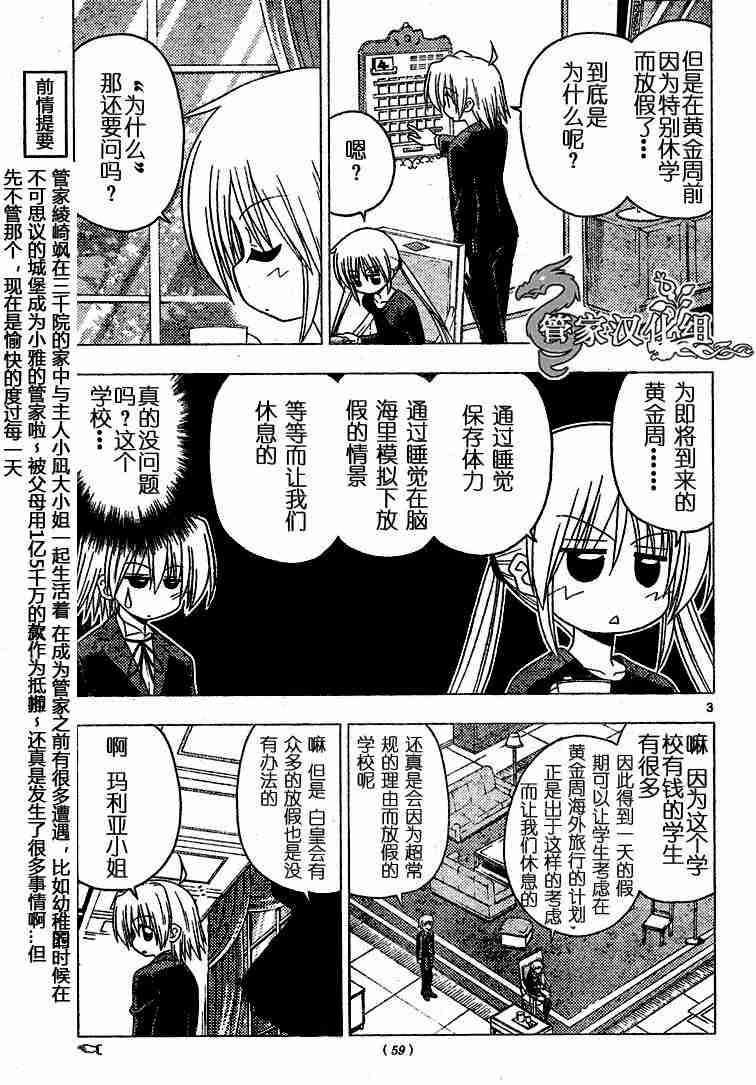 但是在黄金周前
因为特别休学
而放假了…
到底是
为什么呢？
4
嗯？
“为什么”
那还要问吗？
管家汉化组
为即将到来的
黄金周…
通过睡觉
保存体力
通过睡觉在脑
海里模拟下放
假的情景
等等而让我们
休息的
真的没问题
吗？这个
学校…
3
嘛 因为这个学
校有钱的学生
有很多
因此得到一天的假
期可以让学生考虑在
黄金周海外旅行的计划
正是出于这样的考虑
而让我们休息的
还真是会因为超常
规的理由而放假的
学校呢
嘛 但是 白皇会有
众多的放假也是没
有办法的
啊 玛利亚小姐
前情提要
管家綾崎飒在三千院的家中与主人小凪大小姐一起生活着 在成为管家之前有很多遭遇，比如幼稚园时候在
不可思议的城堡成为小雅的管家啦～被父母用1亿5千万的款作为抵押～还真是发生了很多事情啊…但
先不管那个，现在是愉快的度过每一天
(59)